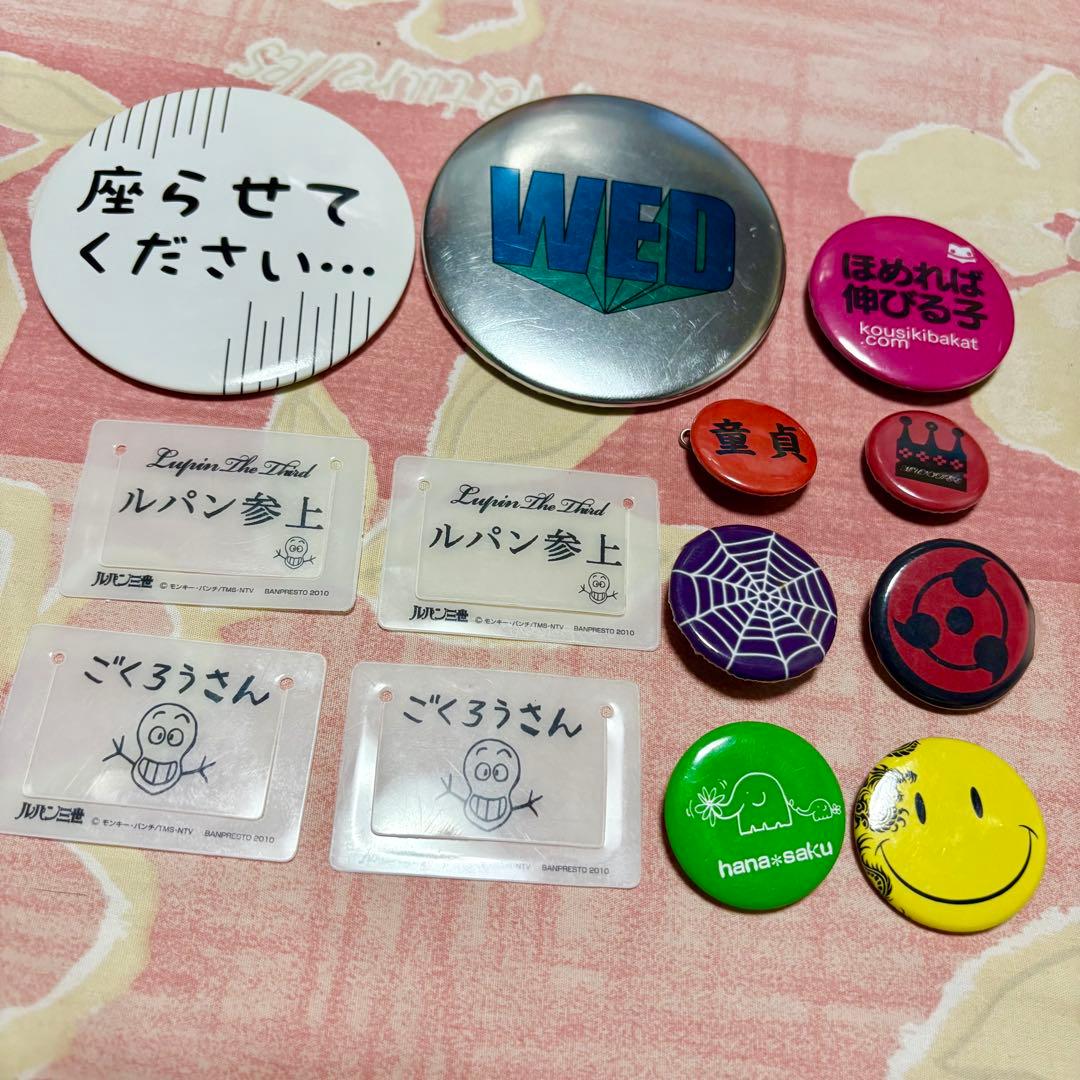 座らせて
ください…
WED
ほめれば
伸びる子
kousikibakat
.com
童貞
Lupin The Third
ルパン参上
ルパン三世 © モンキー・パンチ/TMS・NTV BANPRESTO 2010
Lupin The Third
ルパン参上
ルパン三世 © モンキー・パンチ/TMS・NTV BANPRESTO 2010
ごくろうさん
ルパン三世 © モンキー・パンチ/TMS・NTV BANPRESTO 2010
ごくろうさん
BANPRESTO 2010
hana*saku